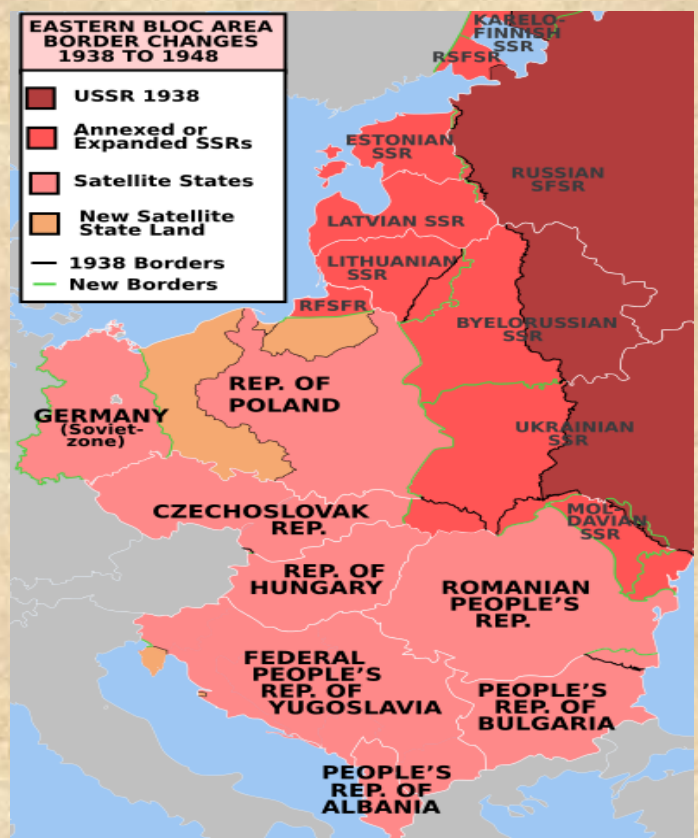 EASTERN BLOC AREA
BORDER CHANGES
1938 TO 1948
USSR 1938
Annexed or
Expanded SSRs
Satellite States
New Satellite
State Land
1938 Borders
New Borders
KARELO-
FINNISH
SSR
RSFSR
ESTONIAN
SSR
RUSSIAN
SFSR
LATVIAN SSR
LITHUANIAN
SSR
RFSFR
BYELORUSSIAN
SSR
REP. OF
POLAND
GERMANY
(Soviet-
zone)
UKRAINIAN
SSR
CZECHOSLOVAK
REP.
MOL-
DAVIAN
SSR
REP. OF
HUNGARY
ROMANIAN
PEOPLE'S
REP.
FEDERAL
PEOPLE'S
REP. OF
YUGOSLAVIA
PEOPLE'S
REP. OF
BULGARIA
PEOPLE'S
REP. OF
ALBANIA